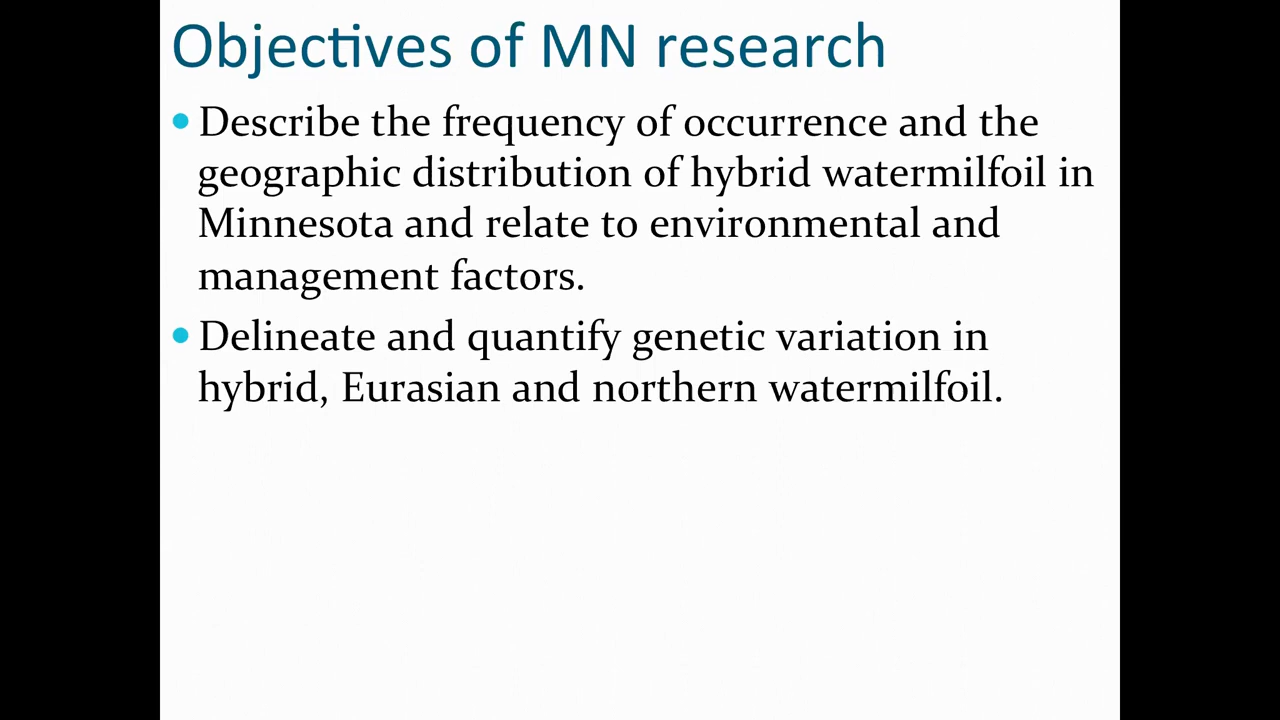 Objectives of MN research
• Describe the frequency of occurrence and the
geographic distribution of hybrid watermilfoil in
Minnesota and relate to environmental and
management factors.
• Delineate and quantify genetic variation in
hybrid, Eurasian and northern watermilfoil.